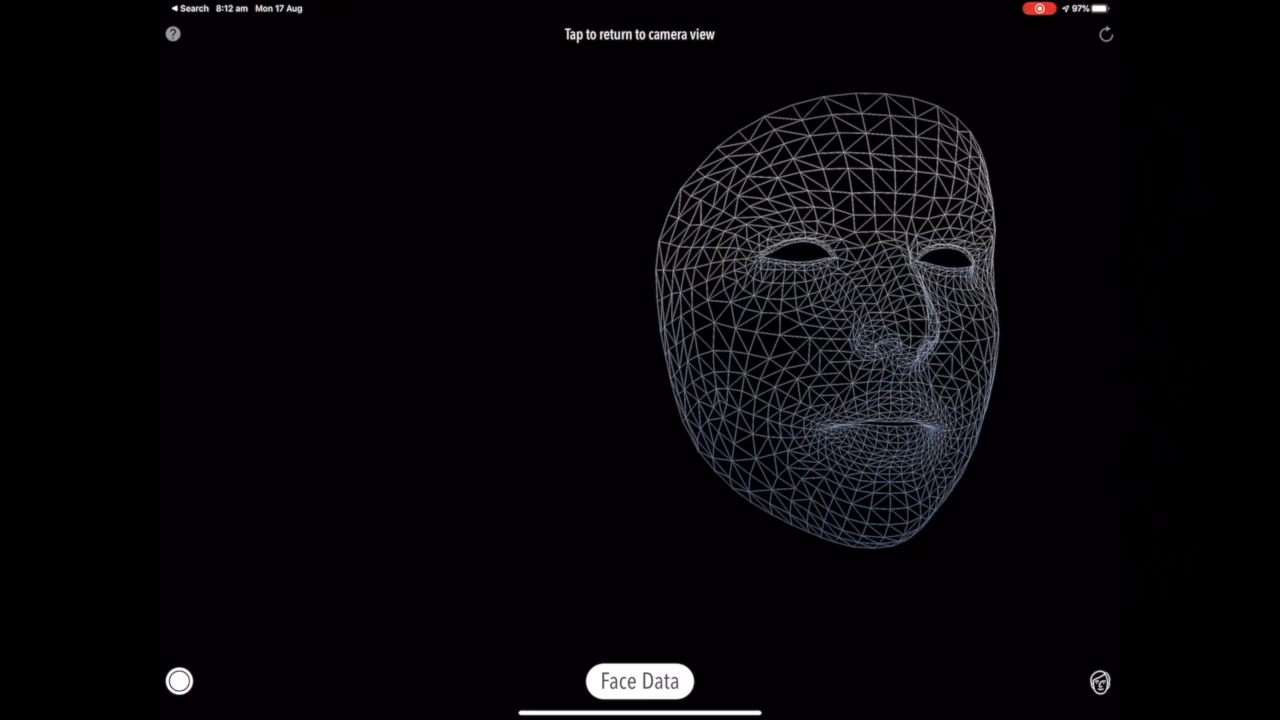 Search 8:12 am Mon 17 Aug
97%
?
Tap to return to camera view
Face Data